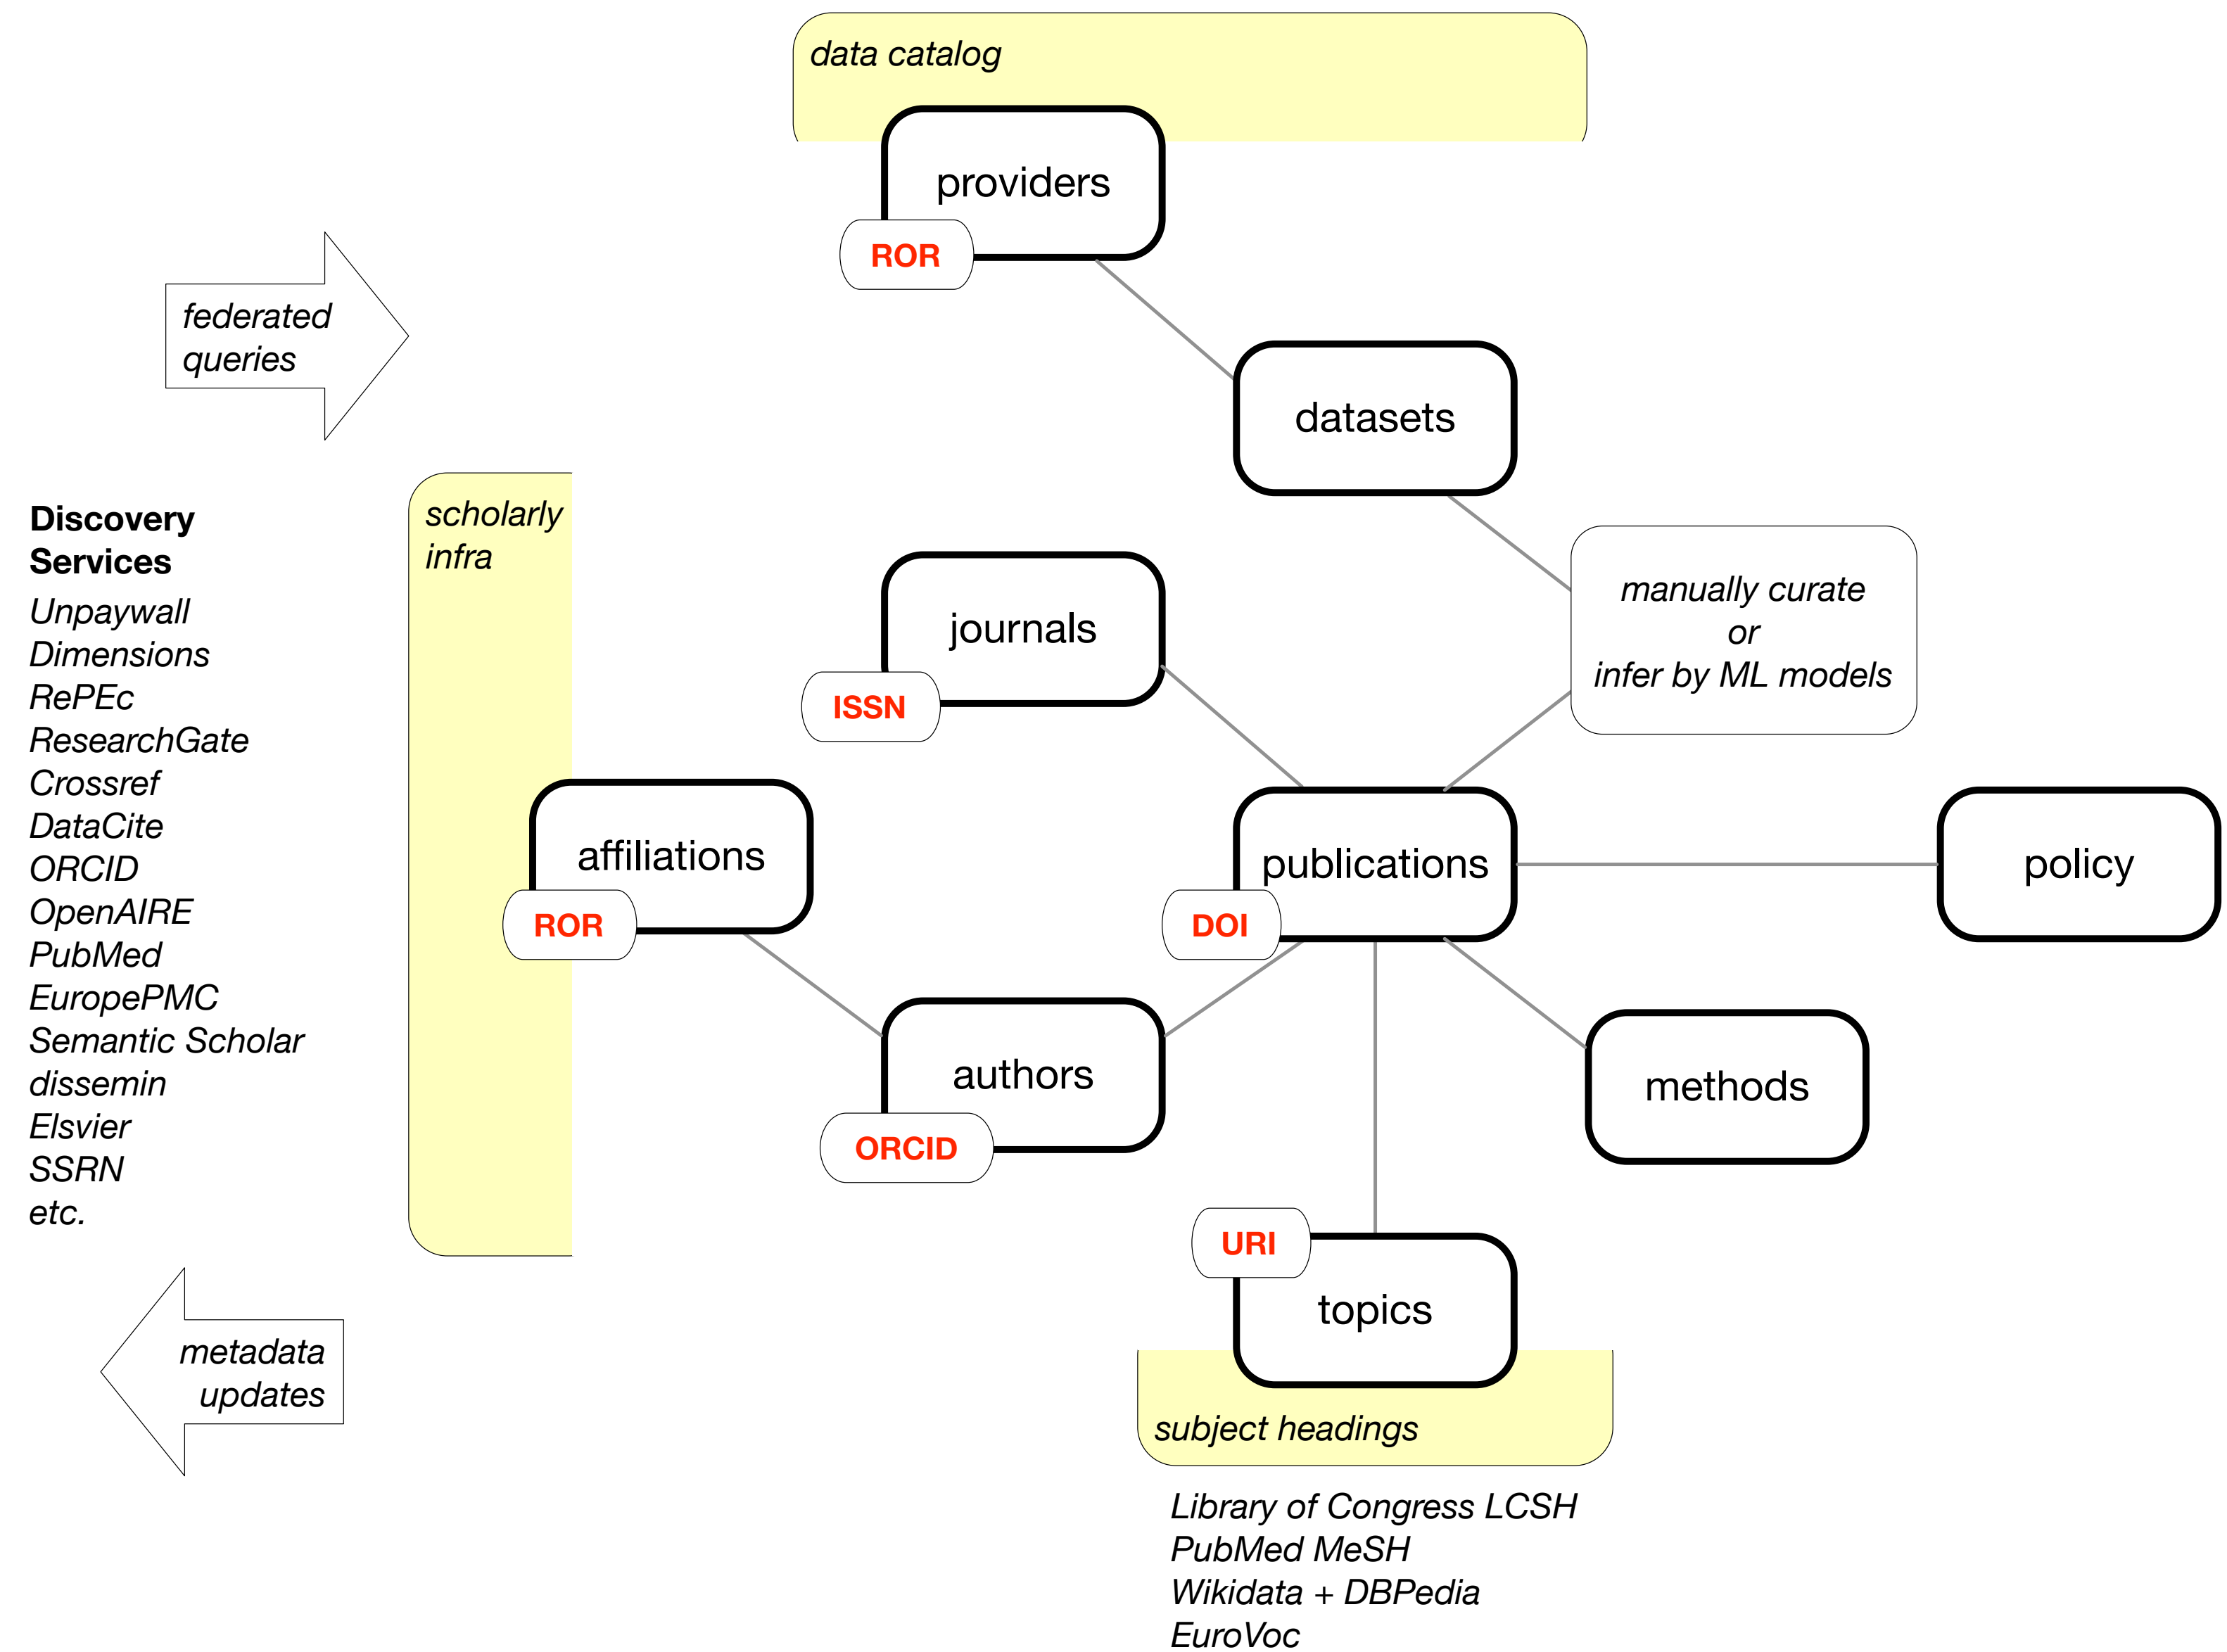 data catalog
providers
ROR
federated
queries
datasets
Discovery
Services
Unpaywall
Dimensions
RePEc
ResearchGate
Crossref
DataCite
ORCID
OpenAIRE
PubMed
EuropePMC
Semantic Scholar
dissemin
Elsvier
SSRN
etc.
scholarly
infra
journals
ISSN
manually curate
or
infer by ML models
affiliations
ROR
publications
DOI
policy
authors
ORCID
methods
URI
topics
metadata
updates
subject headings
Library of Congress LCSH
PubMed MeSH
Wikidata + DBPedia
EuroVoc